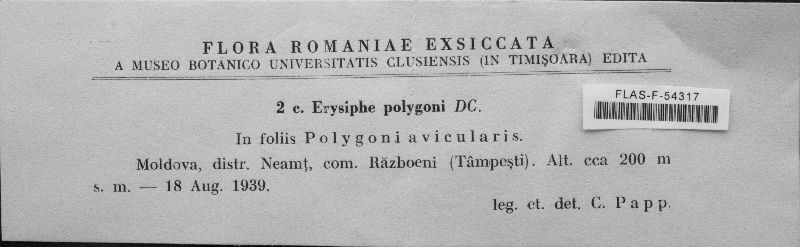 FLORA ROMANIAE EXSICCATA
A MUSEO BOTANICO UNIVERSITATIS CLUSIENSIS (IN TIMIŞOARA) EDITA
FLAS-F-54317
2 c. Erysiphe polygoni DC.
In foliis Polygoni avicularis.
Moldova, distr. Neamţ, com. Războeni (Tâmpeşti). Alt. cca 200 m
s. m. — 18 Aug. 1939.
leg. et. det. C. Papp.